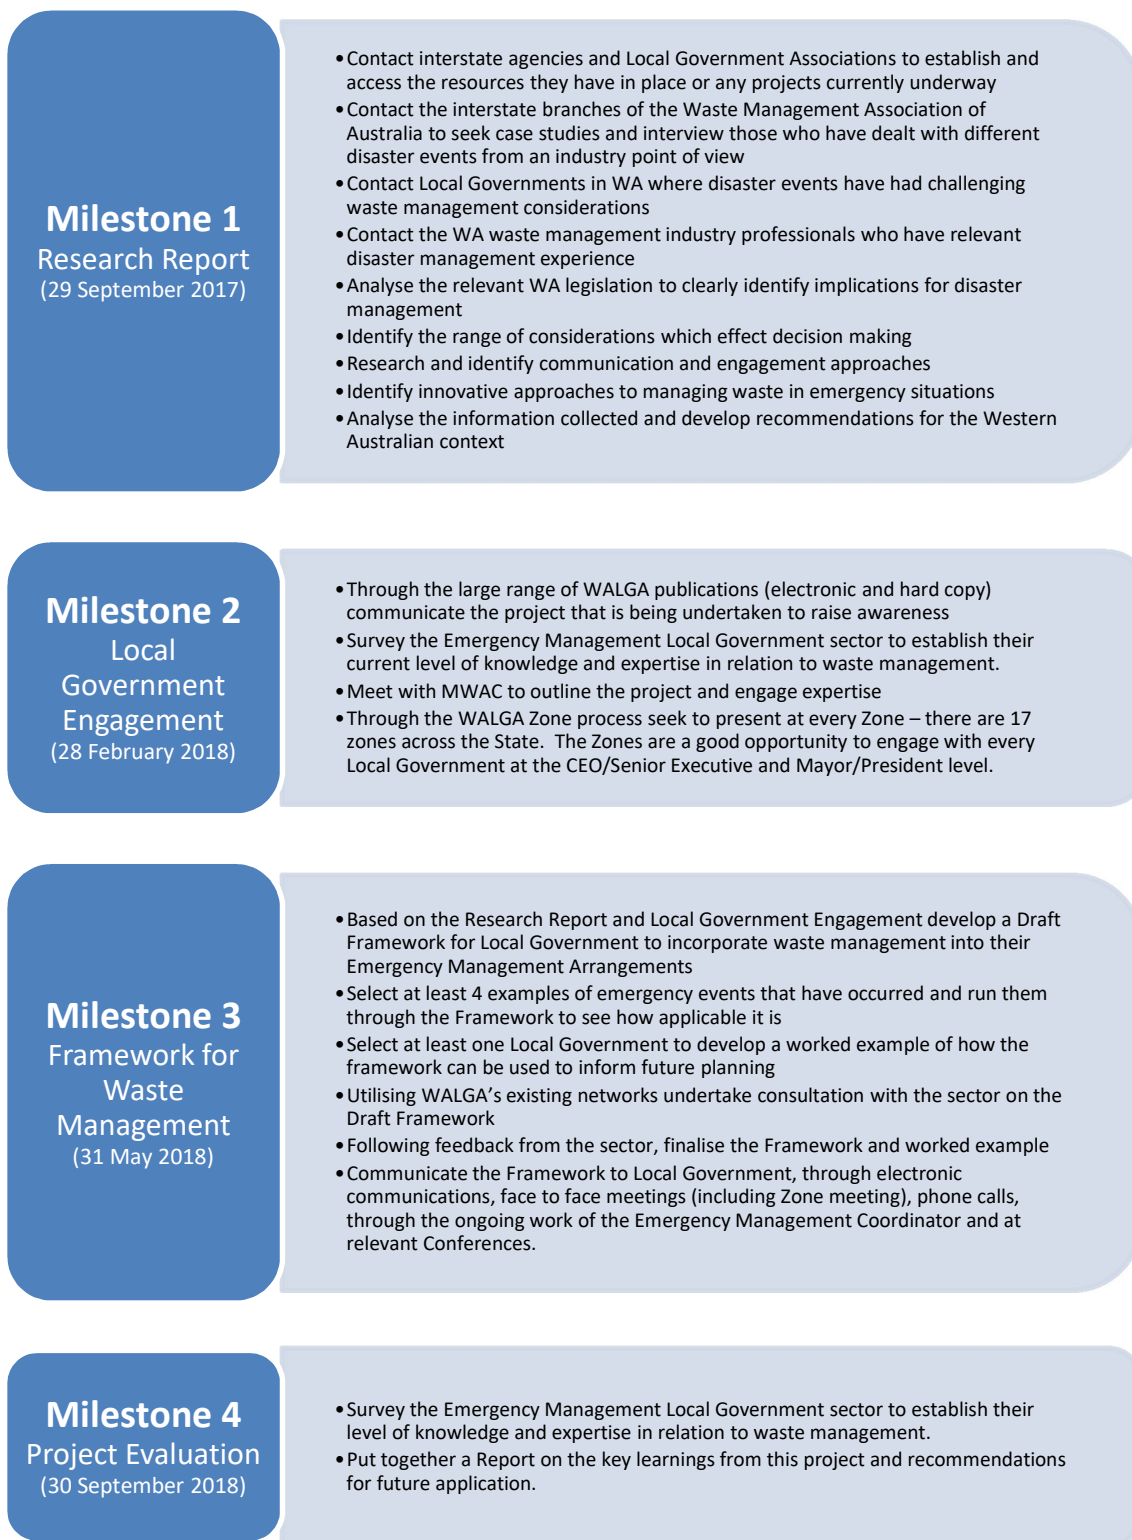 Milestone 1
Research Report
(29 September 2017)
•Contact interstate agencies and Local Government Associations to establish and
access the resources they have in place or any projects currently underway
•Contact the interstate branches of the Waste Management Association of
Australia to seek case studies and interview those who have dealt with different
disaster events from an industry point of view
•Contact Local Governments in WA where disaster events have had challenging
waste management considerations
•Contact the WA waste management industry professionals who have relevant
disaster management experience
•Analyse the relevant WA legislation to clearly identify implications for disaster
management
•Identify the range of considerations which effect decision making
•Research and identify communication and engagement approaches
•Identify innovative approaches to managing waste in emergency situations
•Analyse the information collected and develop recommendations for the Western
Australian context
Milestone 2
Local
Government
Engagement
(28 February 2018)
•Through the large range of WALGA publications (electronic and hard copy)
communicate the project that is being undertaken to raise awareness
•Survey the Emergency Management Local Government sector to establish their
current level of knowledge and expertise in relation to waste management.
•Meet with MWAC to outline the project and engage expertise
•Through the WALGA Zone process seek to present at every Zone – there are 17
zones across the State.  The Zones are a good opportunity to engage with every
Local Government at the CEO/Senior Executive and Mayor/President level.
Milestone 3
Framework for
Waste
Management
(31 May 2018)
•Based on the Research Report and Local Government Engagement develop a Draft
Framework for Local Government to incorporate waste management into their
Emergency Management Arrangements
•Select at least 4 examples of emergency events that have occurred and run them
through the Framework to see how applicable it is
•Select at least one Local Government to develop a worked example of how the
framework can be used to inform future planning
•Utilising WALGA’s existing networks undertake consultation with the sector on the
Draft Framework
•Following feedback from the sector, finalise the Framework and worked example
•Communicate the Framework to Local Government, through electronic
communications, face to face meetings (including Zone meeting), phone calls,
through the ongoing work of the Emergency Management Coordinator and at
relevant Conferences.
Milestone 4
Project Evaluation
(30 September 2018)
•Survey the Emergency Management Local Government sector to establish their
level of knowledge and expertise in relation to waste management.
•Put together a Report on the key learnings from this project and recommendations
for future application.